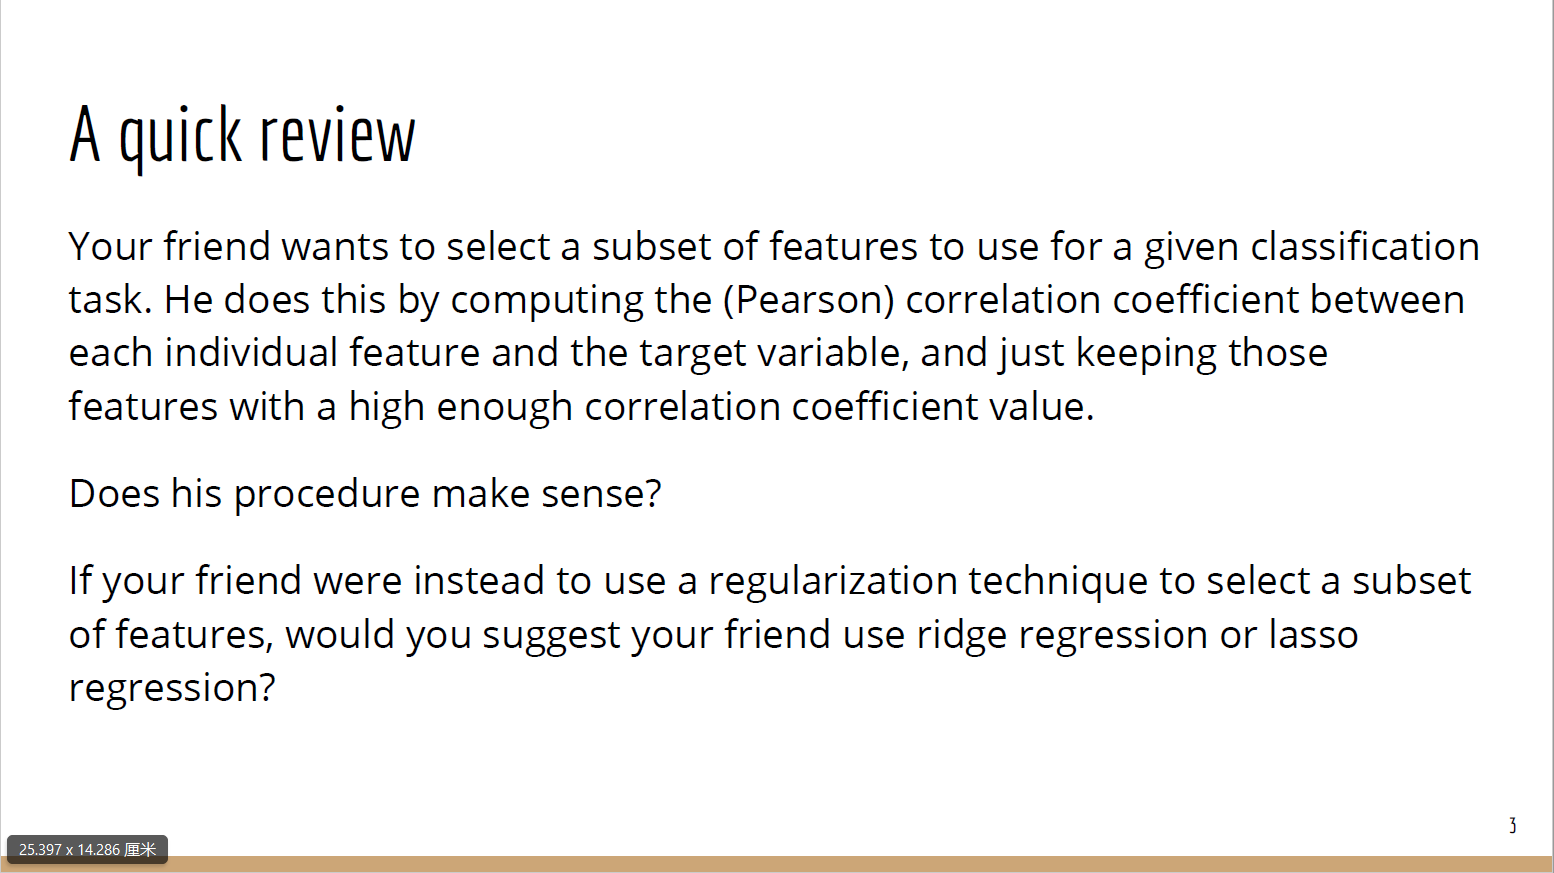 A quick review
Your friend wants to select a subset of features to use for a given classification
task. He does this by computing the (Pearson) correlation coefficient between
each individual feature and the target variable, and just keeping those
features with a high enough correlation coefficient value.
Does his procedure make sense?
If your friend were instead to use a regularization technique to select a subset
of features, would you suggest your friend use ridge regression or lasso
regression?
3
25.397 x 14.286 厘米